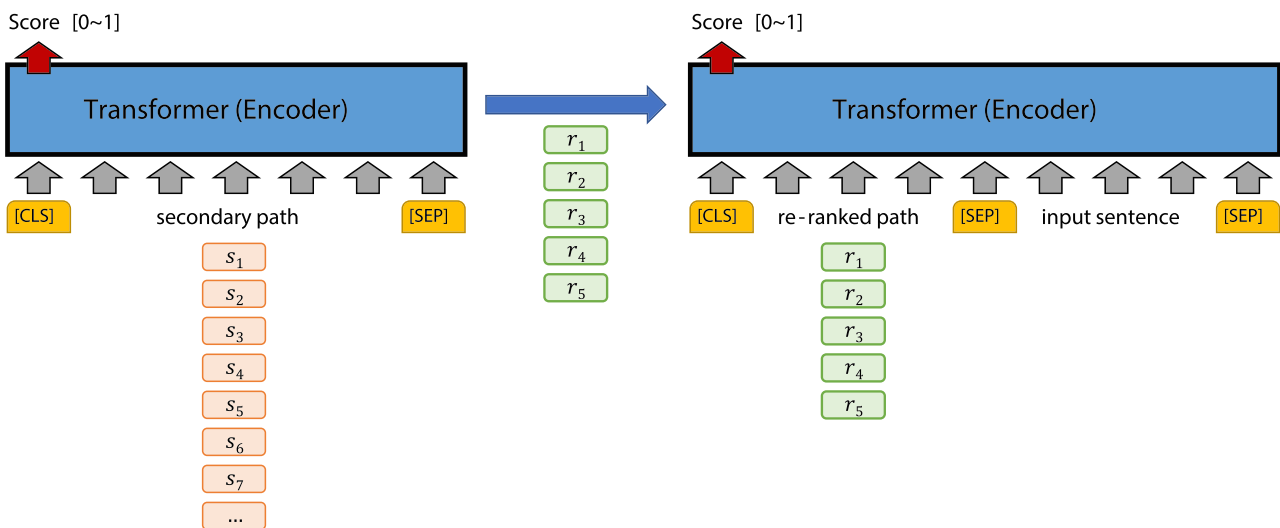 Score [0~1]
Transformer (Encoder)
[CLS] secondary path [SEP]
s1
s2
s3
s4
s5
s6
s7
...
r1
r2
r3
r4
r5
Score [0~1]
Transformer (Encoder)
[CLS] re-ranked path [SEP] input sentence [SEP]
r1
r2
r3
r4
r5